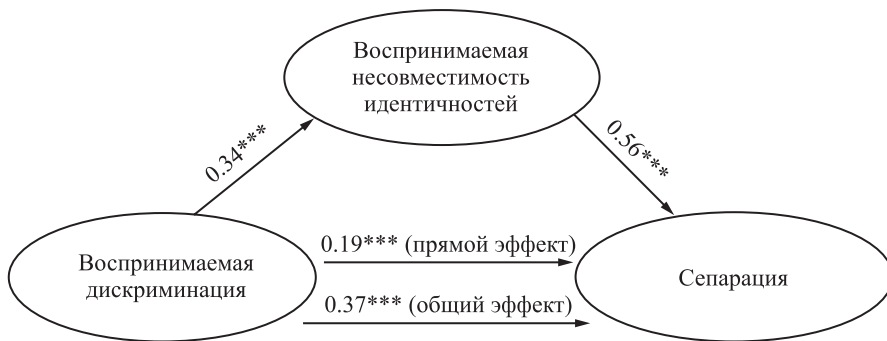 Воспринимаемая
несовместимость
идентичностей
0.34***
0.56***
0.19*** (прямой эффект)
Воспринимаемая
дискриминация
Сепарация
0.37*** (общий эффект)